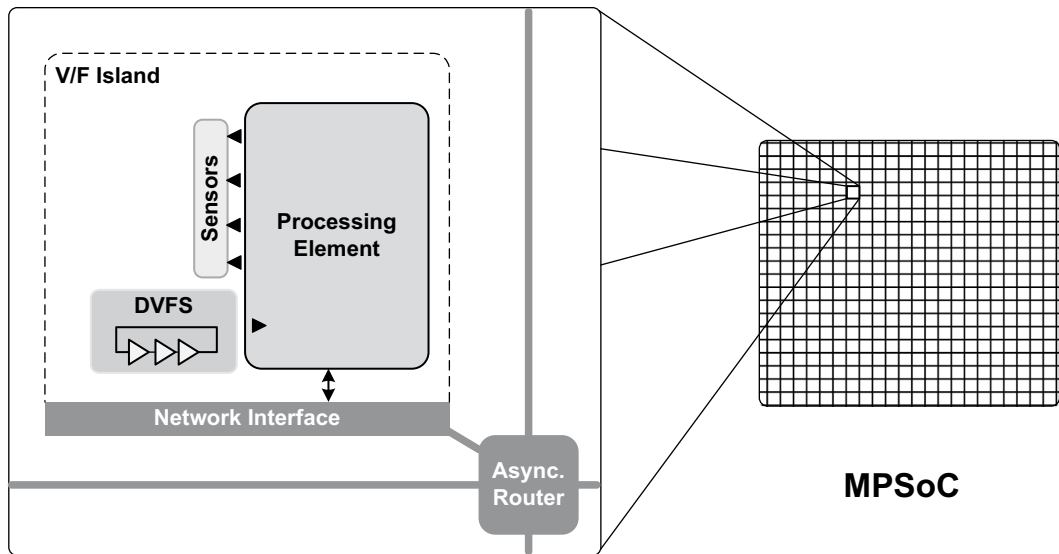 V/F Island
Sensors
Processing
Element
DVFS
Network Interface
Async.
Router
MPSoC